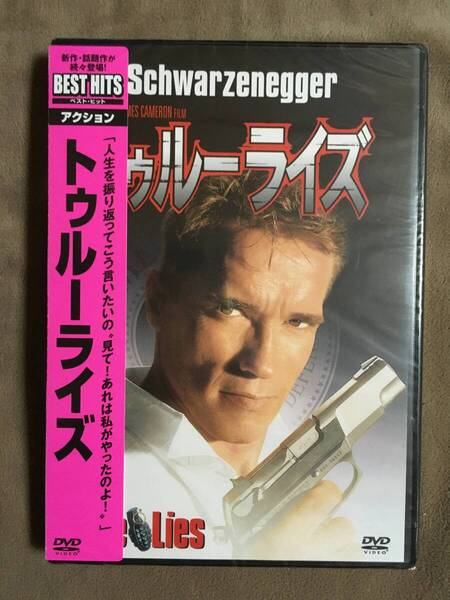 新作・話題作が
続々登場!
BEST HITS
ベスト・ヒット
アクション
トゥルーライズ
「人生を振り返ってこう言いたいの。“見て!あれは私がやったのよ!”」
DVD
VIDEO
Schwarzenegger
MES CAMERON FILM
ゥルーライズ
e Lies
DVD
VIDEO